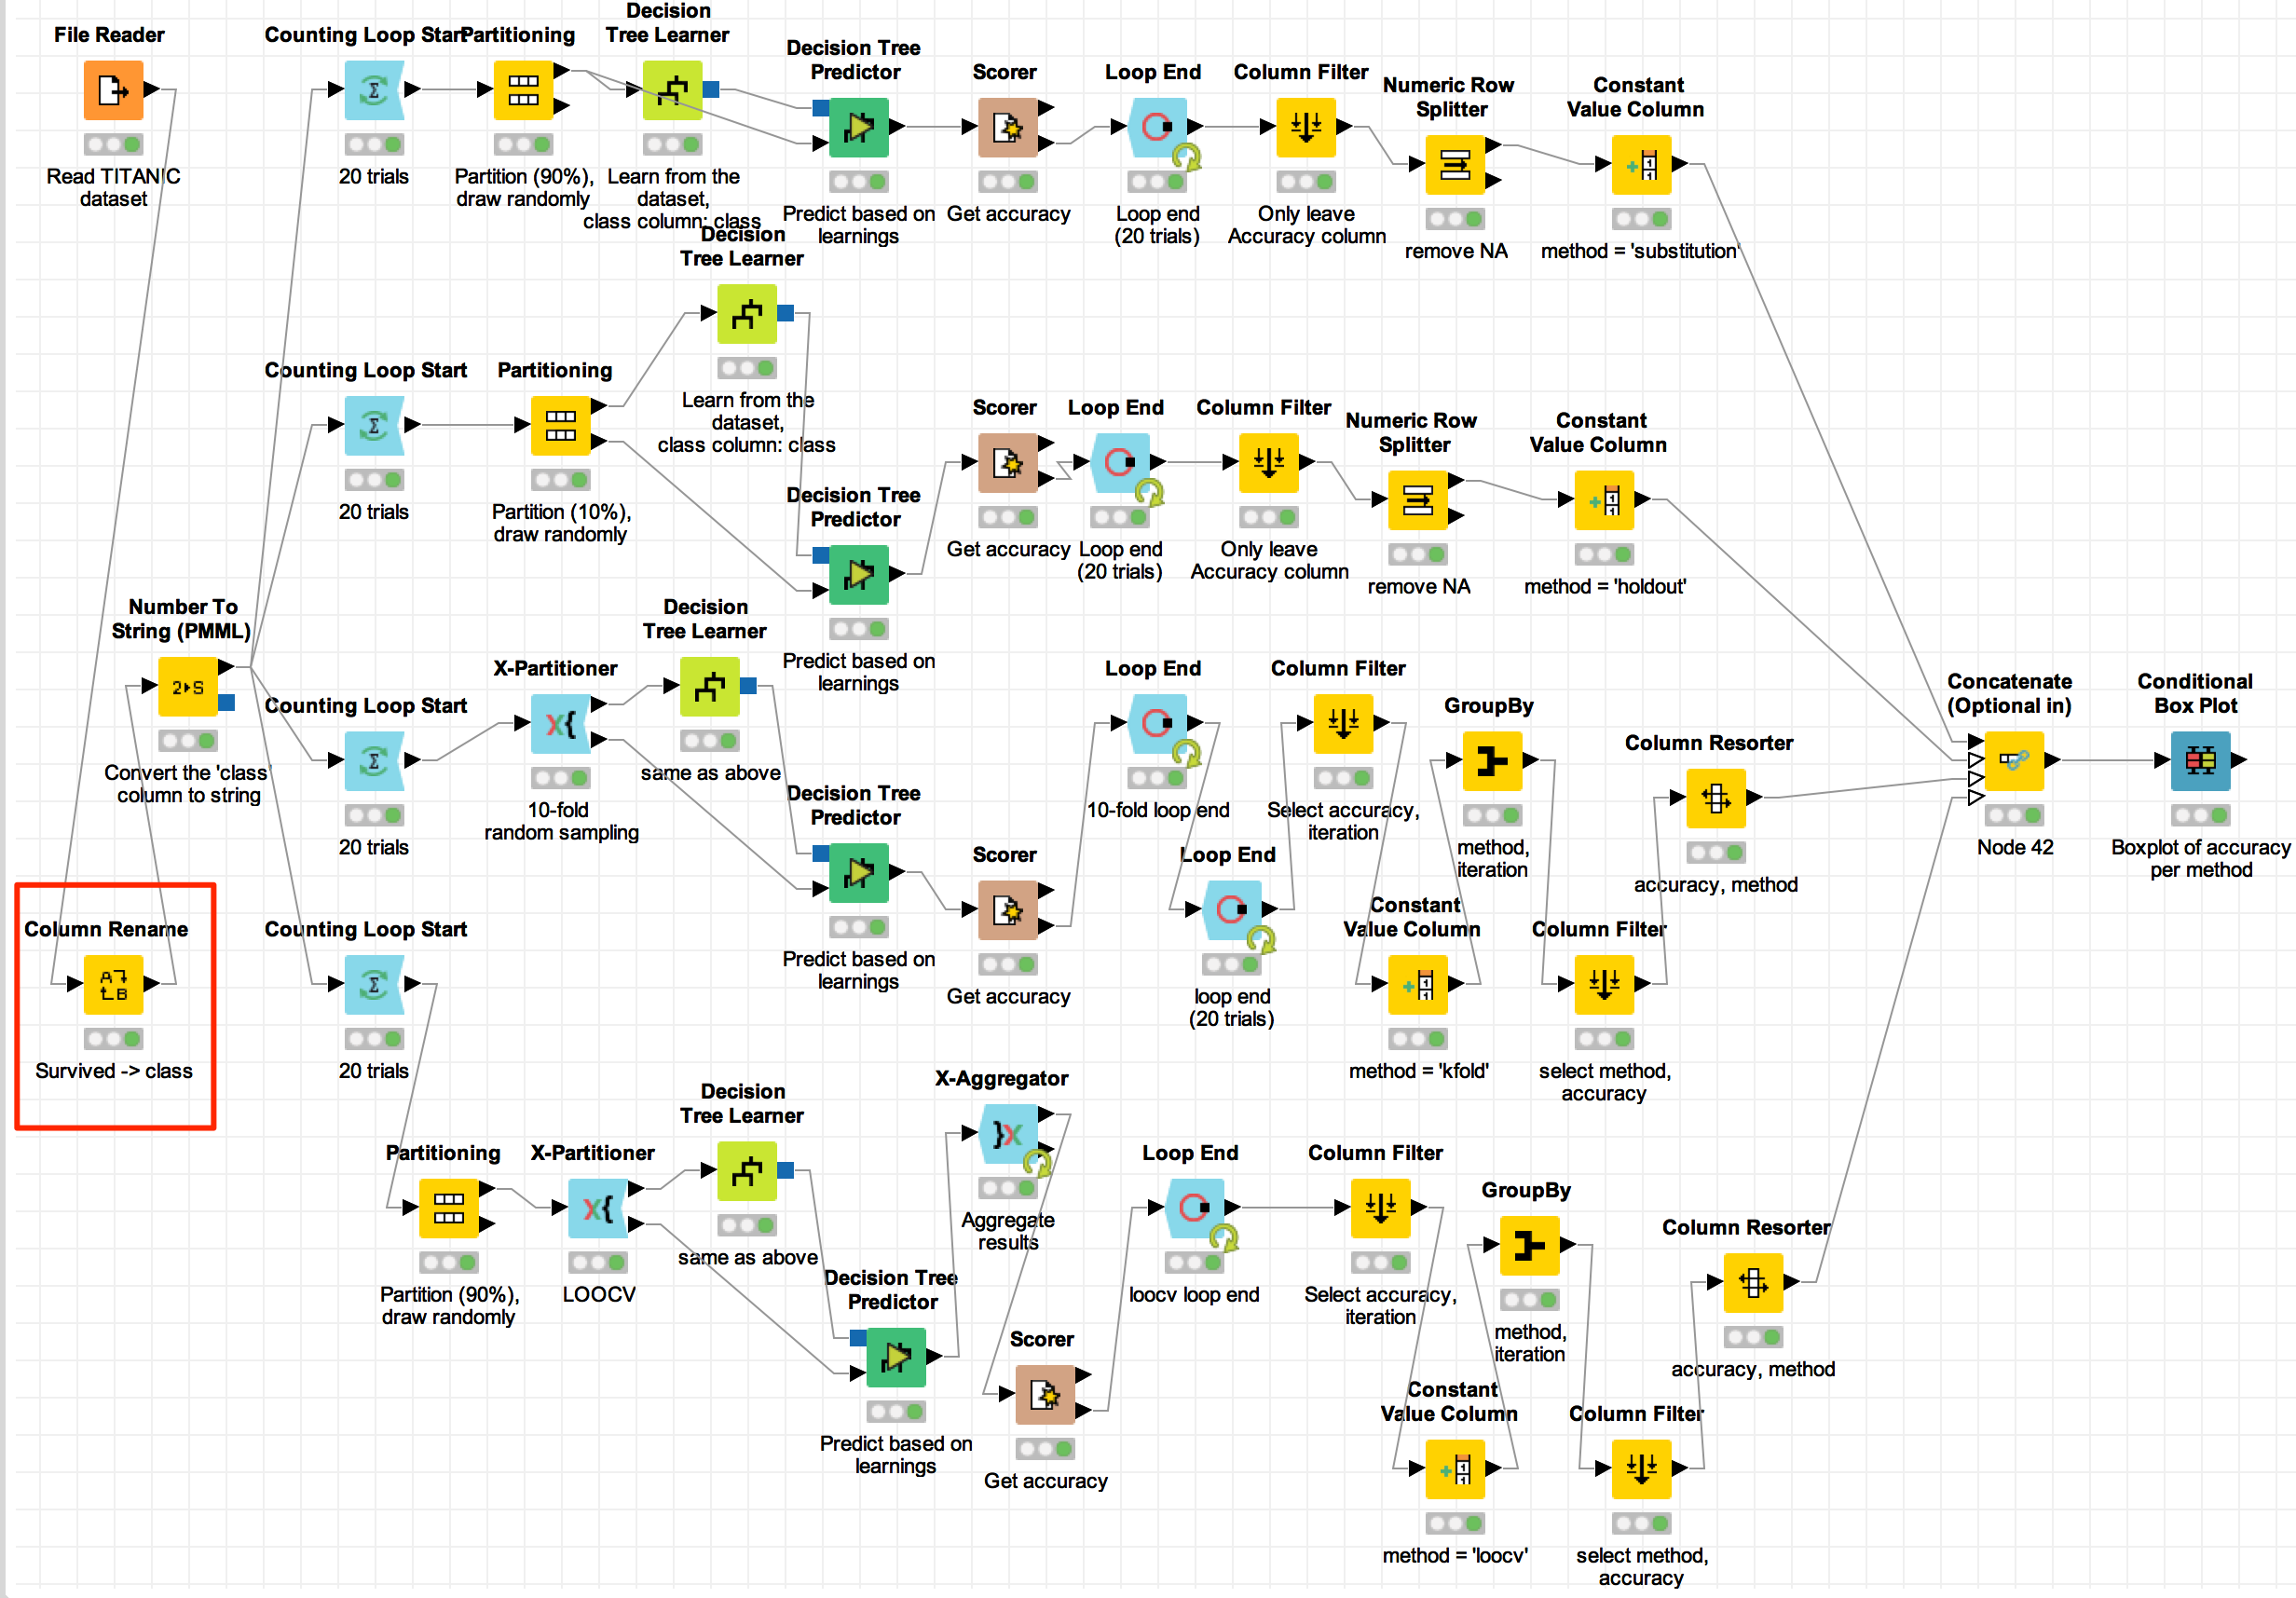 File Reader
Read TITANIC
dataset
Counting Loop Start
20 trials
Partitioning
Partition (90%),
draw randomly
Decision
Tree Learner
Learn from the
dataset,
class column: class
Decision Tree
Predictor
Predict based on
learnings
Scorer
Get accuracy
Loop End
Loop end
(20 trials)
Column Filter
Only leave
Accuracy column
Numeric Row
Splitter
remove NA
Constant
Value Column
method = 'substitution'
Counting Loop Start
20 trials
Partitioning
Partition (10%),
draw randomly
Decision
Tree Learner
Learn from the
dataset,
class column: class
Decision Tree
Predictor
Predict based on
learnings
Scorer
Get accuracy
Loop End
Loop end
(20 trials)
Column Filter
Only leave
Accuracy column
Numeric Row
Splitter
remove NA
Constant
Value Column
method = 'holdout'
Number To
String (PMML)
2▸S
Convert the 'class'
column to string
Counting Loop Start
20 trials
X-Partitioner
X{
10-fold
random sampling
Decision
Tree Learner
same as above
Decision Tree
Predictor
Predict based on
learnings
Scorer
Get accuracy
Loop End
10-fold loop end
Loop End
loop end
(20 trials)
Column Filter
Select accuracy,
iteration
Constant
Value Column
method = 'kfold'
GroupBy
method,
iteration
Column Filter
select method,
accuracy
Column Resorter
accuracy, method
Concatenate
(Optional in)
Node 42
Conditional
Box Plot
Boxplot of accuracy
per method
Column Rename
A
B
Survived -> class
Counting Loop Start
20 trials
Partitioning
Partition (90%),
draw randomly
X-Partitioner
X{
LOOCV
Decision
Tree Learner
same as above
Decision Tree
Predictor
Predict based on
learnings
X-Aggregator
}X
Aggregate
results
Scorer
Get accuracy
Loop End
loocv loop end
Column Filter
Select accuracy,
iteration
Constant
Value Column
method = 'loocv'
GroupBy
method,
iteration
Column Filter
select method,
accuracy
Column Resorter
accuracy, method